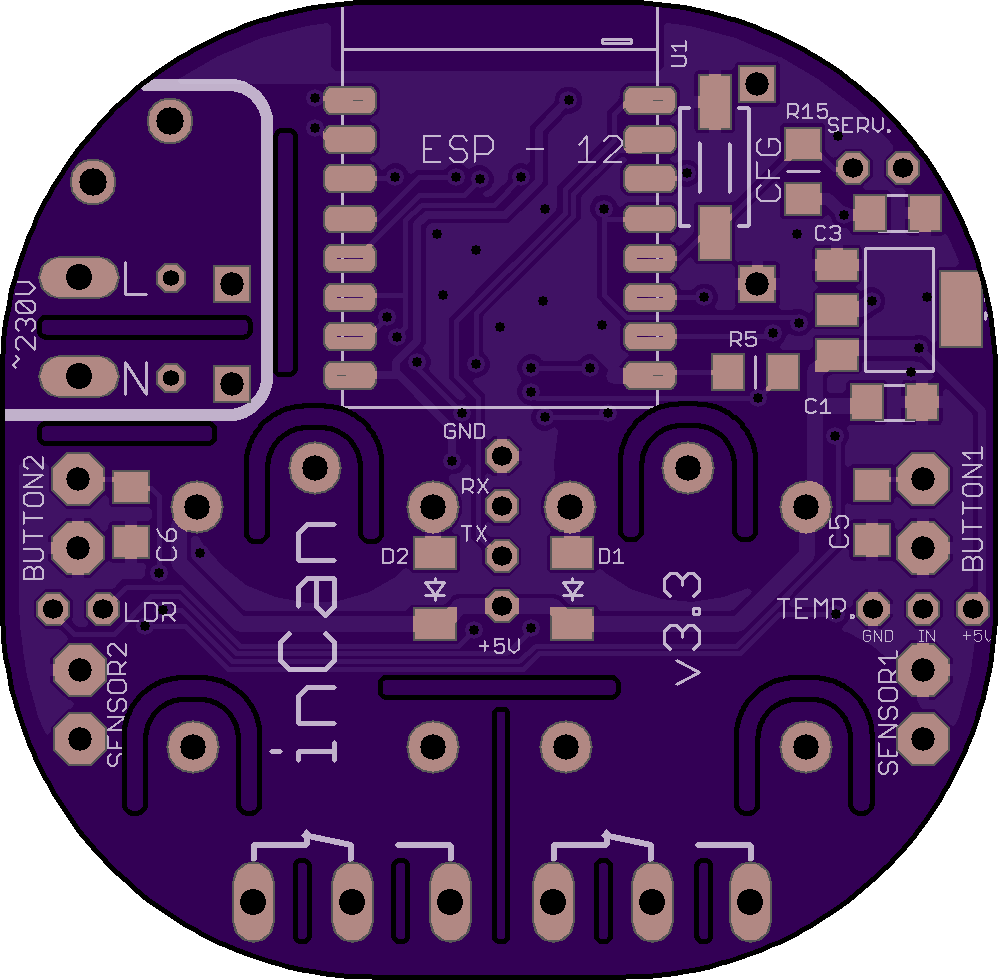 U1
R15
SERV.
ESP - 12
CFG
C3
L
~230V
R5
N
C1
GND
BUTTON2
RX
BUTTON1
TX
C6
C5
D2
D1
inCan
v3.3
LDR
TEMP.
GND
IN
+5V
+5V
SENSOR2
SENSOR1